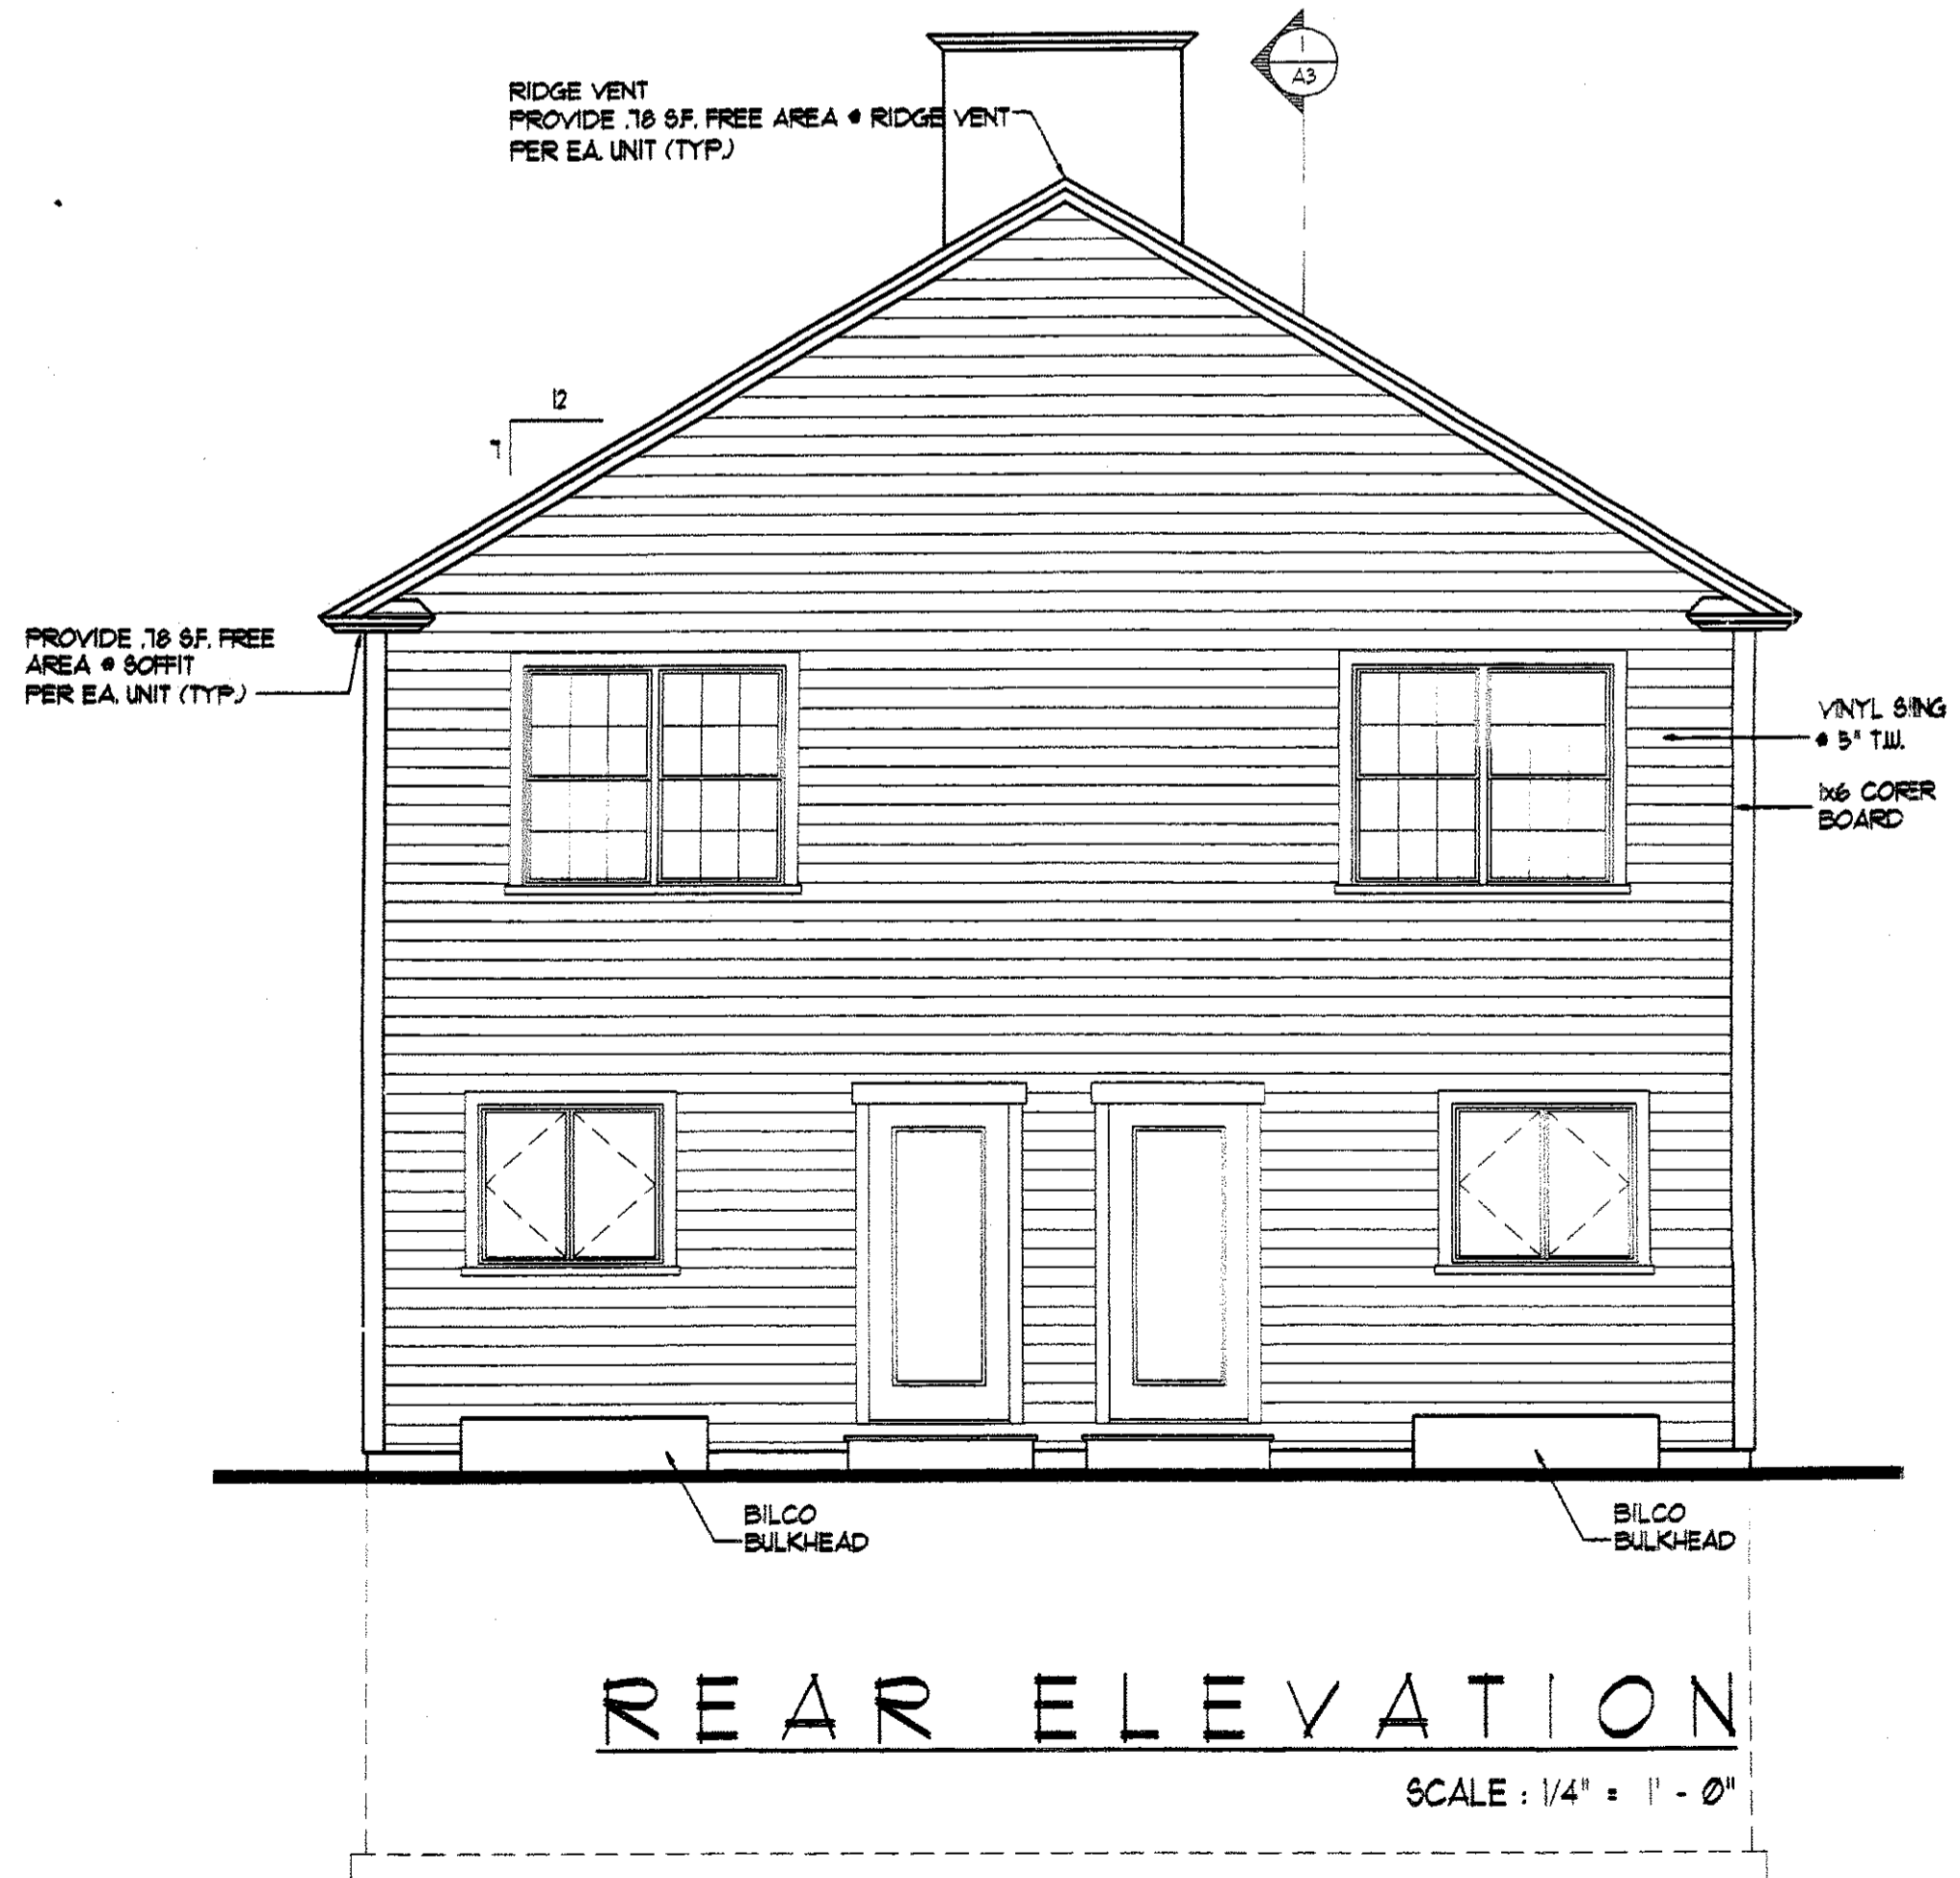 A3
RIDGE VENT
PROVIDE .78 S.F. FREE AREA @ RIDGE VENT
PER EA. UNIT (TYP.)
12
7
PROVIDE .78 S.F. FREE
AREA @ SOFFIT
PER EA. UNIT (TYP.)
VINYL SING
@ 5" T.W.
1x6 CORER
BOARD
BILCO
BULKHEAD
BILCO
BULKHEAD
REAR ELEVATION
SCALE : 1/4" = 1' - 0"